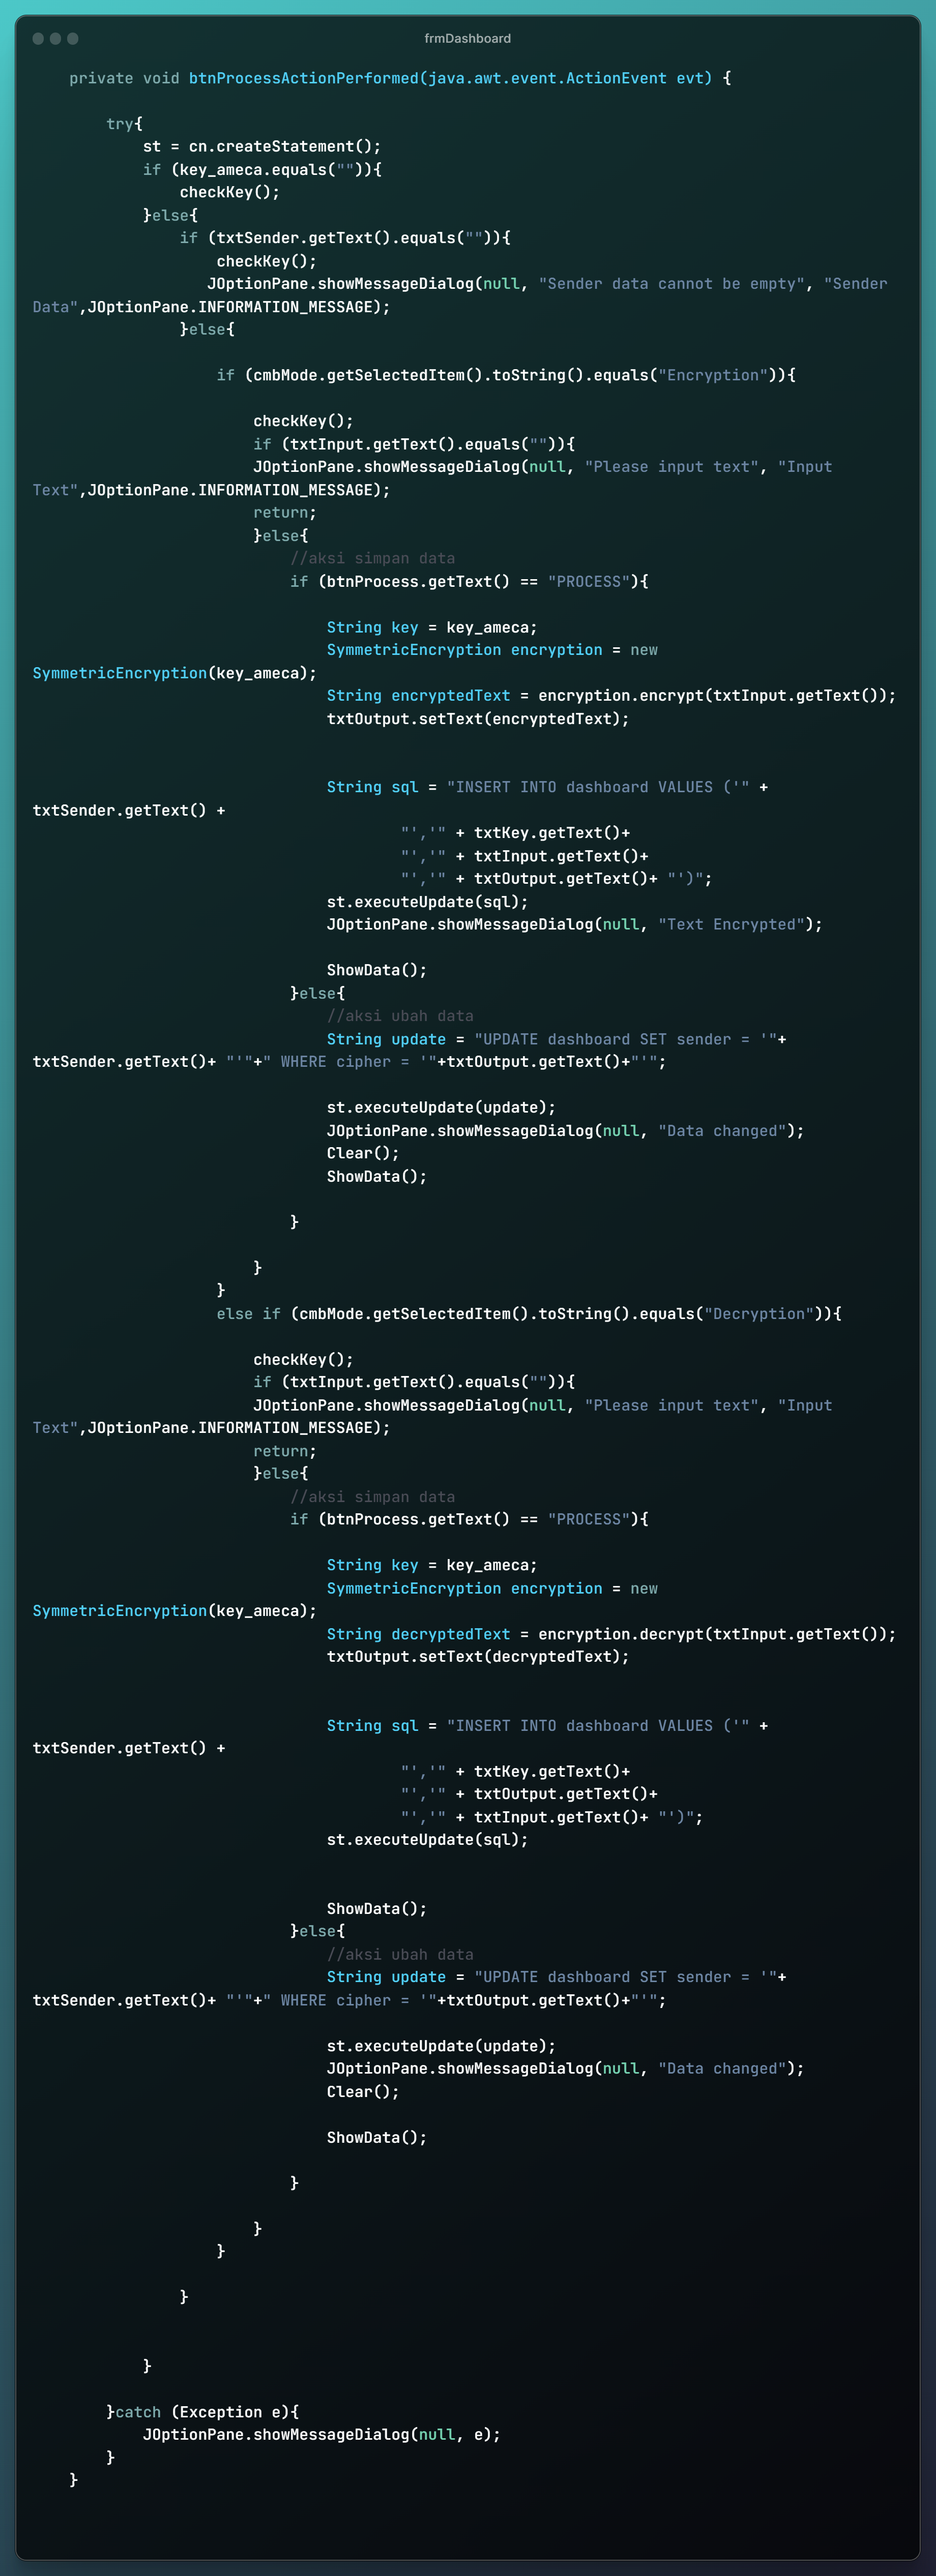 frmDashboard
private void btnProcessActionPerformed(java.awt.event.ActionEvent evt) {
try{
st = cn.createStatement();
if (key_ameca.equals("")){
checkKey();
}else{
if (txtSender.getText().equals("")){
checkKey();
JOptionPane.showMessageDialog(null, "Sender data cannot be empty", "Sender
Data",JOptionPane.INFORMATION_MESSAGE);
}else{
if (cmbMode.getSelectedItem().toString().equals("Encryption")){
checkKey();
if (txtInput.getText().equals("")){
JOptionPane.showMessageDialog(null, "Please input text", "Input
Text",JOptionPane.INFORMATION_MESSAGE);
return;
}else{
//aksi simpan data
if (btnProcess.getText() == "PROCESS"){
String key = key_ameca;
SymmetricEncryption encryption = new
SymmetricEncryption(key_ameca);
String encryptedText = encryption.encrypt(txtInput.getText());
txtOutput.setText(encryptedText);
String sql = "INSERT INTO dashboard VALUES ('" +
txtSender.getText() +
"','" + txtKey.getText()+
"','" + txtInput.getText()+
"','" + txtOutput.getText()+ "')";
st.executeUpdate(sql);
JOptionPane.showMessageDialog(null, "Text Encrypted");
ShowData();
}else{
//aksi ubah data
String update = "UPDATE dashboard SET sender = '"+
txtSender.getText()+ "'"+" WHERE cipher = '"+txtOutput.getText()+"'";
st.executeUpdate(update);
JOptionPane.showMessageDialog(null, "Data changed");
Clear();
ShowData();
}
}
}
else if (cmbMode.getSelectedItem().toString().equals("Decryption")){
checkKey();
if (txtInput.getText().equals("")){
JOptionPane.showMessageDialog(null, "Please input text", "Input
Text",JOptionPane.INFORMATION_MESSAGE);
return;
}else{
//aksi simpan data
if (btnProcess.getText() == "PROCESS"){
String key = key_ameca;
SymmetricEncryption encryption = new
SymmetricEncryption(key_ameca);
String decryptedText = encryption.decrypt(txtInput.getText());
txtOutput.setText(decryptedText);
String sql = "INSERT INTO dashboard VALUES ('" +
txtSender.getText() +
"','" + txtKey.getText()+
"','" + txtOutput.getText()+
"','" + txtInput.getText()+ "')";
st.executeUpdate(sql);
ShowData();
}else{
//aksi ubah data
String update = "UPDATE dashboard SET sender = '"+
txtSender.getText()+ "'"+" WHERE cipher = '"+txtOutput.getText()+"'";
st.executeUpdate(update);
JOptionPane.showMessageDialog(null, "Data changed");
Clear();
ShowData();
}
}
}
}
}
}catch (Exception e){
JOptionPane.showMessageDialog(null, e);
}
}